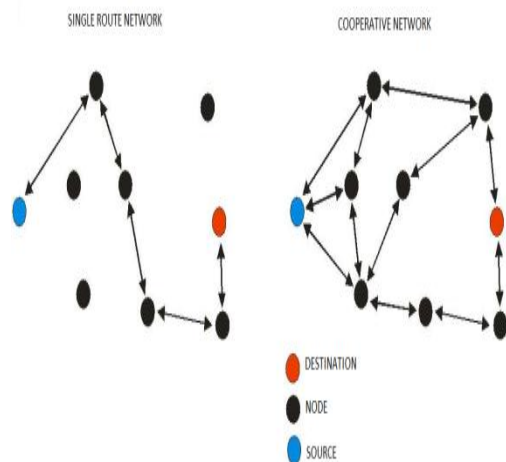 SINGLE ROUTE NETWORK
COOPERATIVE NETWORK
DESTINATION
NODE
SOURCE